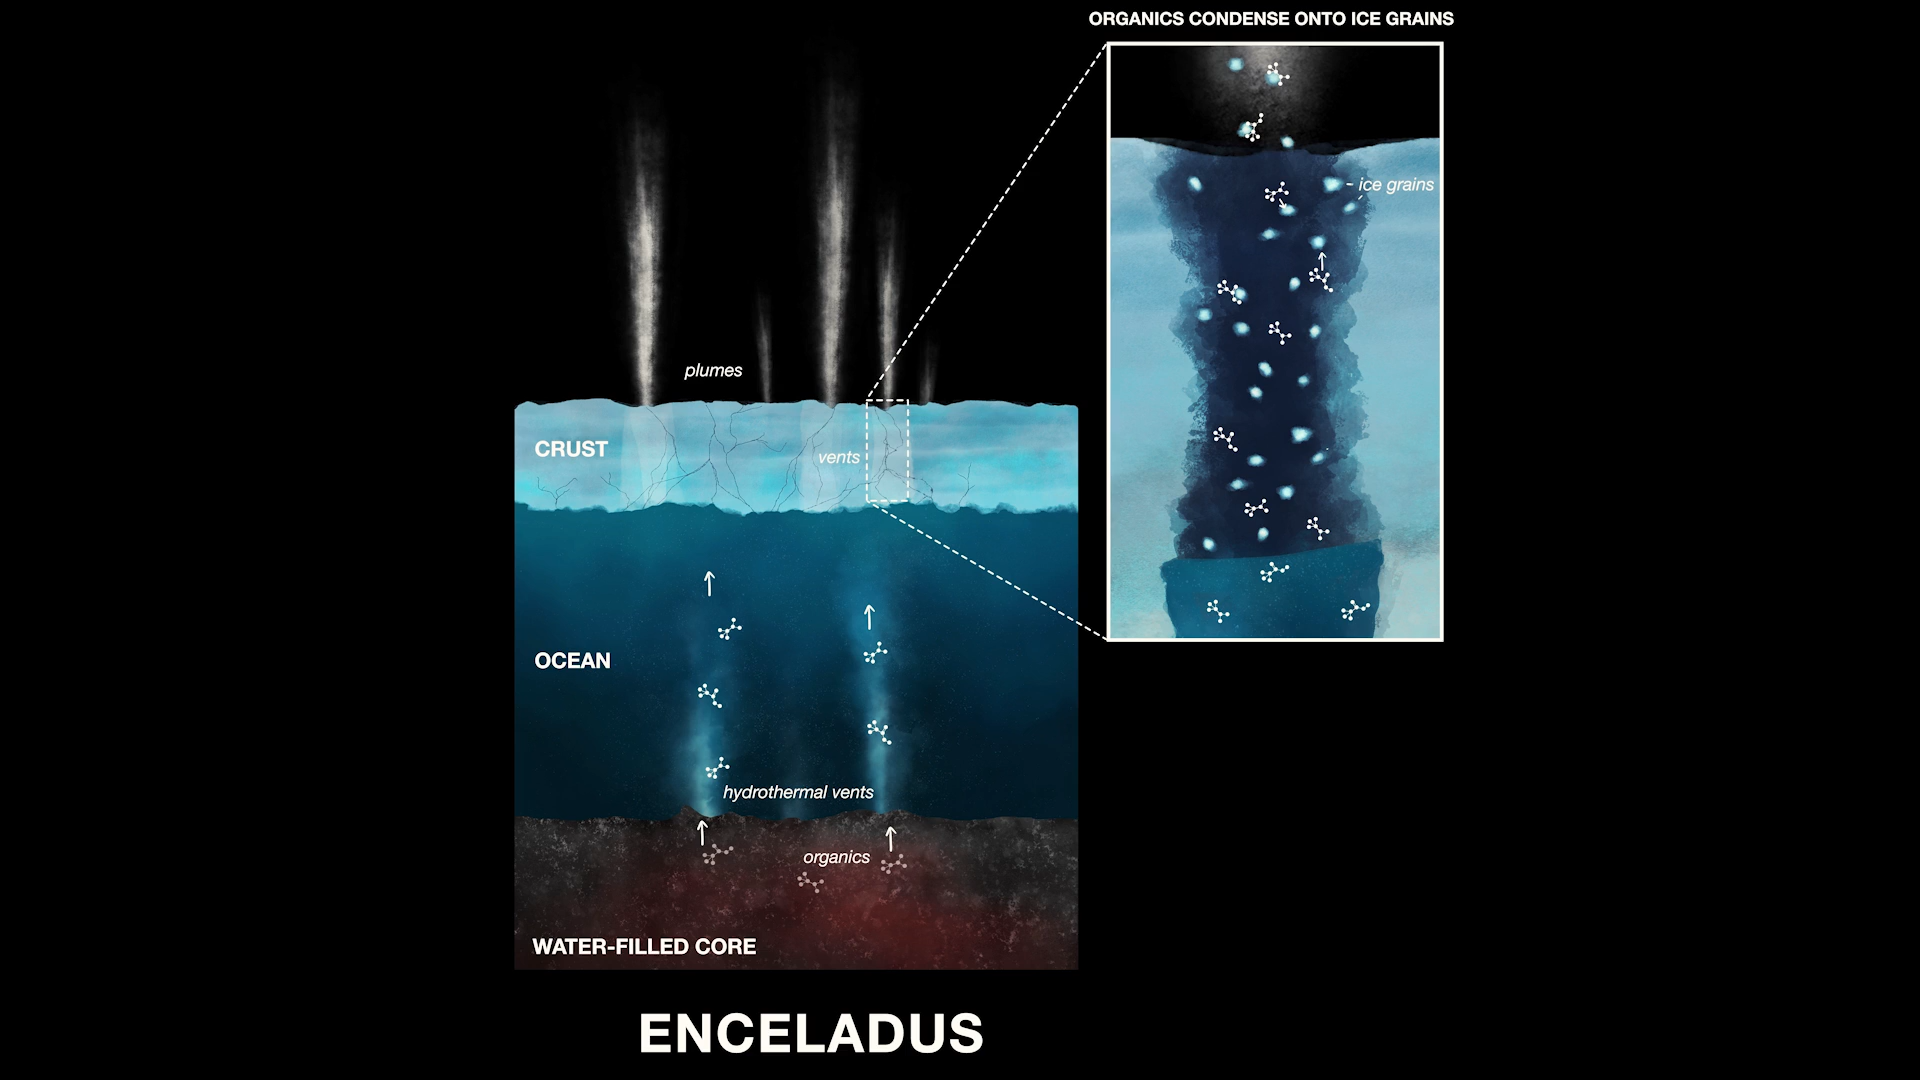 ORGANICS CONDENSE ONTO ICE GRAINS
ice grains
plumes
CRUST
vents
OCEAN
hydrothermal vents
organics
WATER-FILLED CORE
ENCELADUS